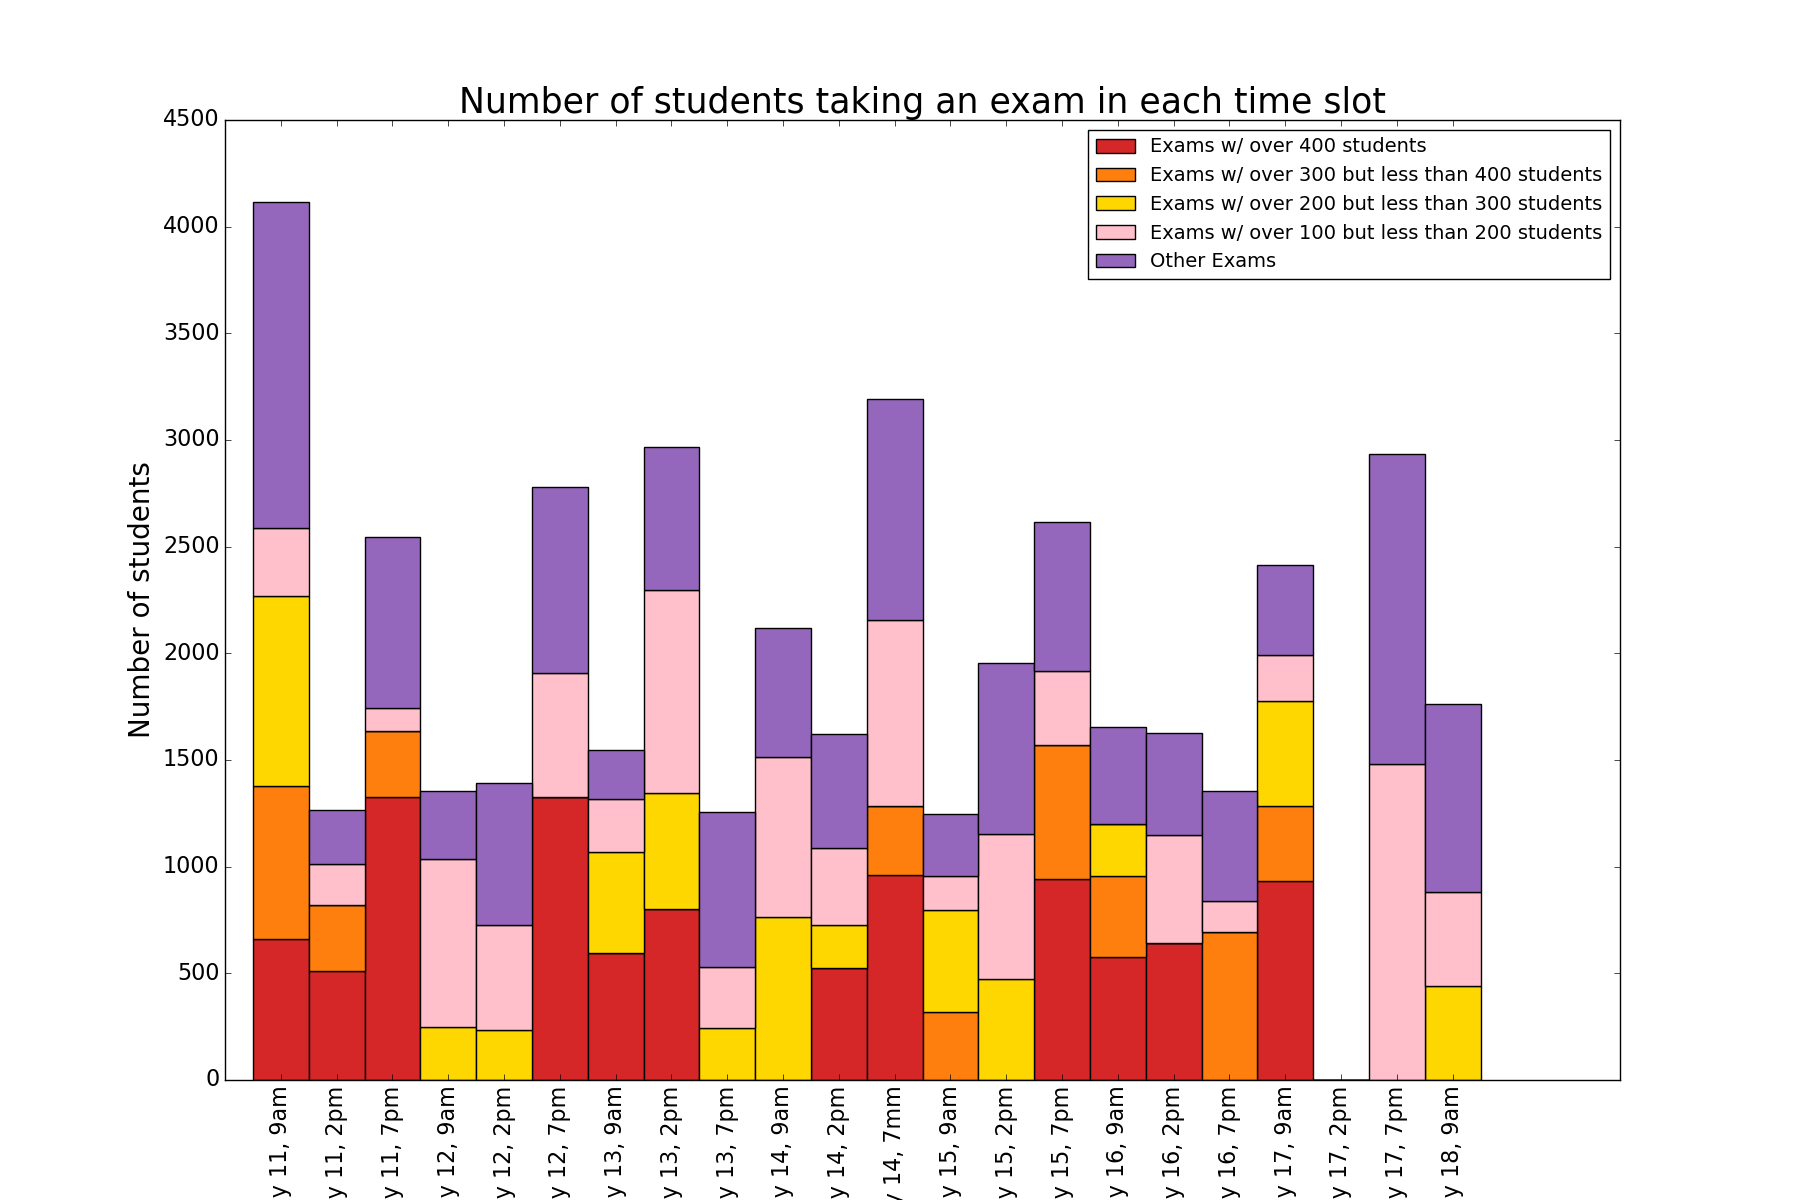 Number of students taking an exam in each time slot
Exams w/ over 400 students
Exams w/ over 300 but less than 400 students
Exams w/ over 200 but less than 300 students
Exams w/ over 100 but less than 200 students
Other Exams
Number of students
4500
4000
3500
3000
2500
2000
1500
1000
500
0
y 11, 9am
y 11, 2pm
y 11, 7pm
y 12, 9am
y 12, 2pm
y 12, 7pm
y 13, 9am
y 13, 2pm
y 13, 7pm
y 14, 9am
y 14, 2pm
y 14, 7mm
y 15, 9am
y 15, 2pm
y 15, 7pm
y 16, 9am
y 16, 2pm
y 16, 7pm
y 17, 9am
y 17, 2pm
y 17, 7pm
y 18, 9am